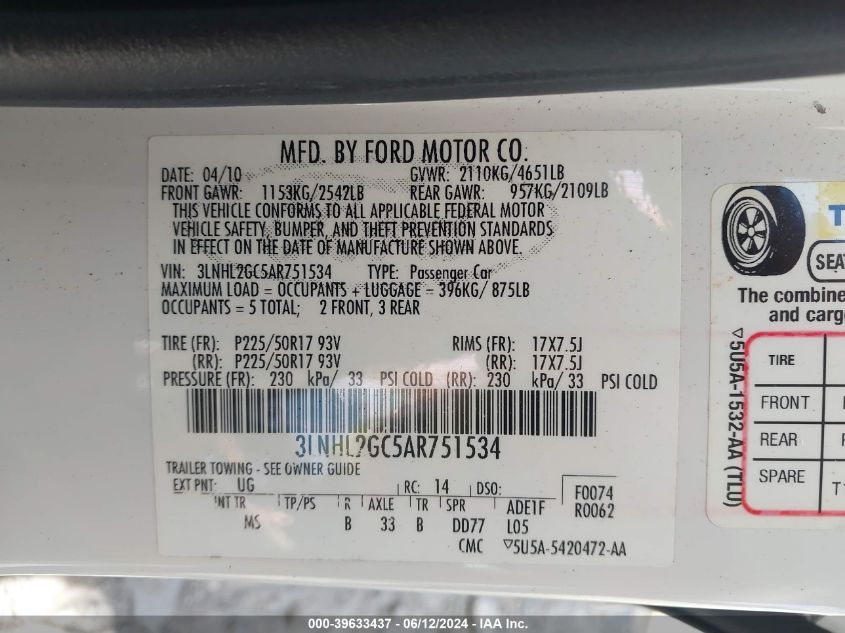 MFD. BY FORD MOTOR CO.
DATE: 04/10 GVWR: 2110KG/4651LB
FRONT GAWR: 1153KG/2542LB REAR GAWR: 957KG/2109LB
THIS VEHICLE CONFORMS TO ALL APPLICABLE FEDERAL MOTOR
VEHICLE SAFETY, BUMPER, AND THEFT PREVENTION STANDARDS
IN EFFECT ON THE DATE OF MANUFACTURE SHOWN ABOVE.
VIN: 3LNHL2GC5AR751534 TYPE: Passenger Car
MAXIMUM LOAD = OCCUPANTS + LUGGAGE = 396KG/ 875LB
OCCUPANTS = 5 TOTAL; 2 FRONT, 3 REAR
TIRE (FR): P225/50R17 93V RIMS (FR): 17X7.5J
(RR): P225/50R17 93V (RR): 17X7.5J
PRESSURE (FR): 230 kPa/ 33 PSI COLD (RR): 230 kPa/ 33 PSI COLD
3LNHL2GC5AR751534
TRAILER TOWING - SEE OWNER GUIDE
EXT PNT: UG RC: 14 DSO: F0074
INT TR TP/PS R AXLE TR SPR ADE1F R0062
MS B 33 B DD77 L05
CMC ▽5U5A-5420472-AA
SEAT
The combine
and cargo
TIRE
FRONT
REAR
SPARE T1
▽5U5A-1532-AA (TLU)
000-39633437 - 06/12/2024 - IAA Inc.